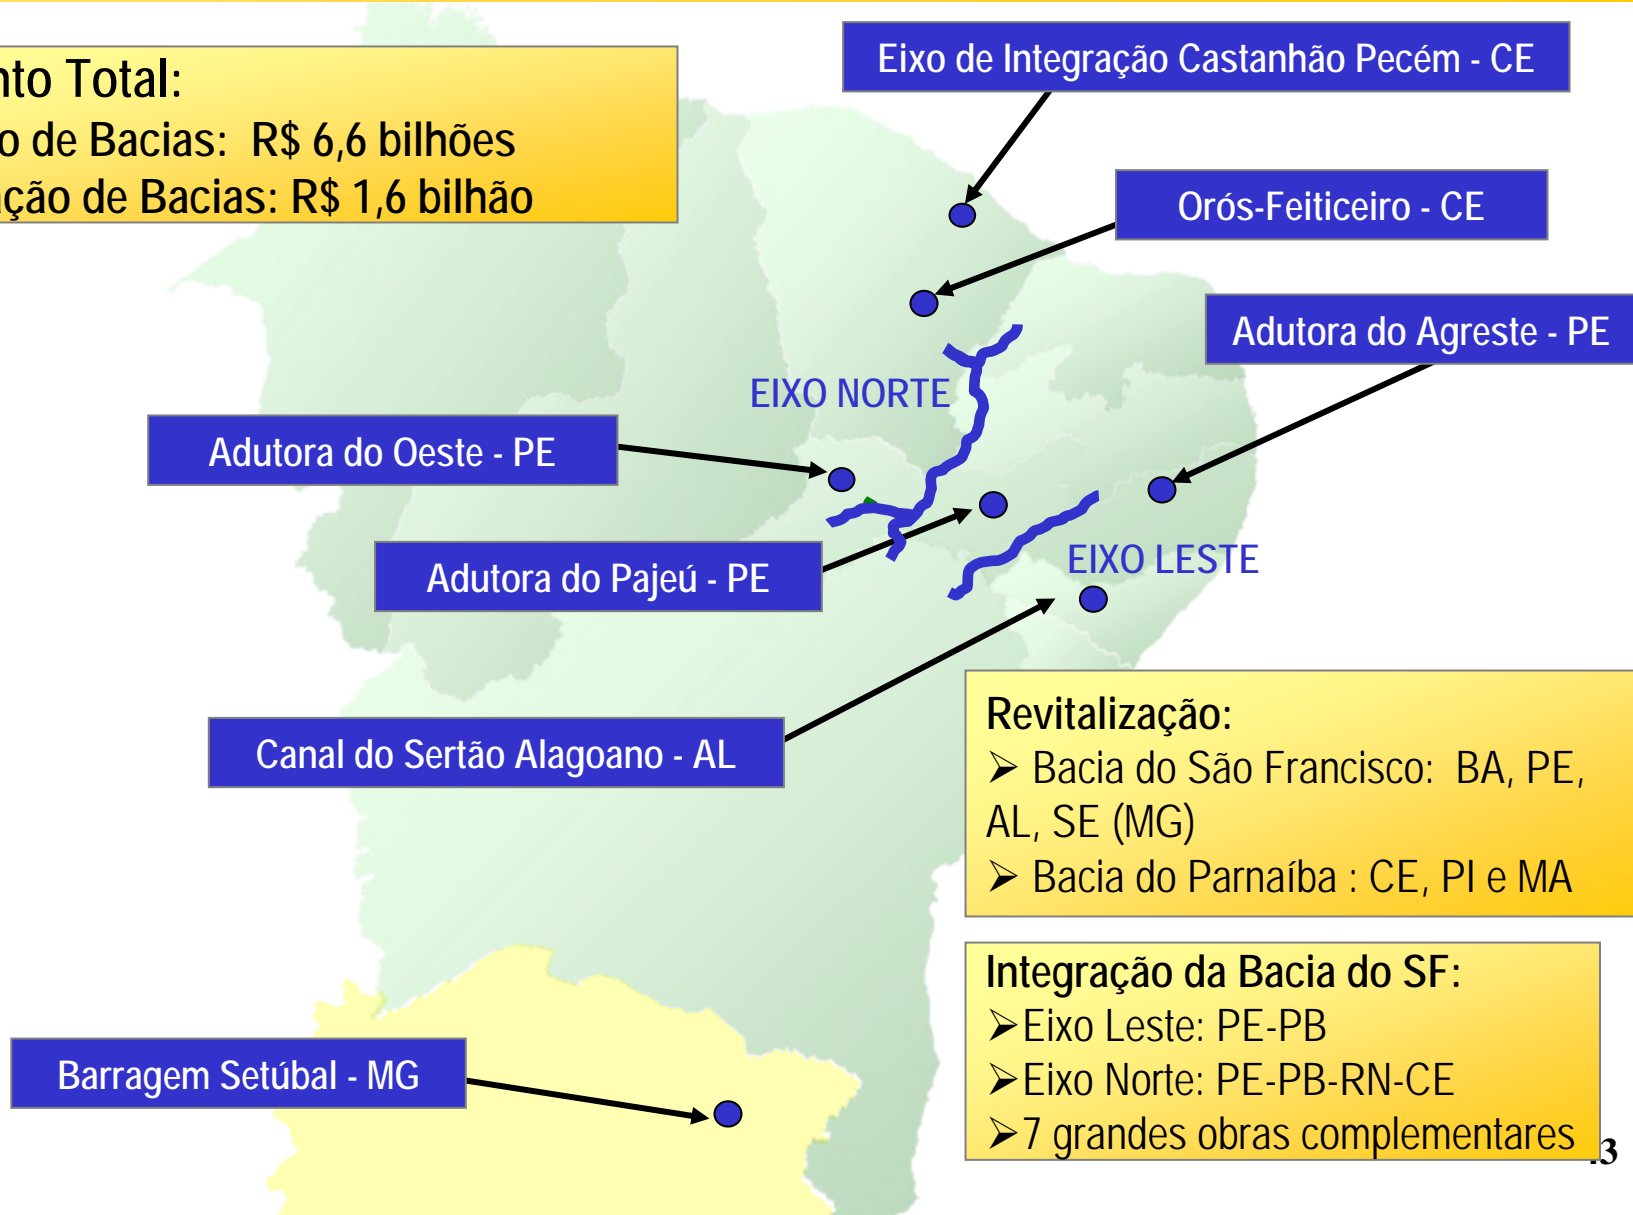 Eixo de Integração Castanhão Pecém - CE
nto Total:
o de Bacias: R$ 6,6 bilhões
ação de Bacias: R$ 1,6 bilhão
Orós-Feiticeiro - CE
Adutora do Agreste - PE
EIXO NORTE
Adutora do Oeste - PE
EIXO LESTE
Adutora do Pajeú - PE
Canal do Sertão Alagoano - AL
Revitalização:
➢ Bacia do São Francisco: BA, PE,
AL, SE (MG)
➢ Bacia do Parnaíba : CE, PI e MA
Integração da Bacia do SF:
➢Eixo Leste: PE-PB
➢Eixo Norte: PE-PB-RN-CE
➢7 grandes obras complementares
Barragem Setúbal - MG
3